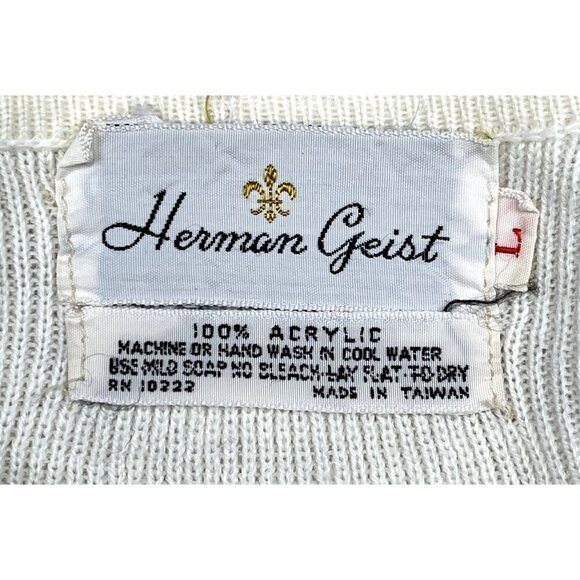 Herman Geist
L
100% ACRYLIC
MACHINE OR HAND WASH IN COOL WATER
USE MILD SOAP NO BLEACH LAY FLAT TO DRY
RN 10222 MADE IN TAIWAN